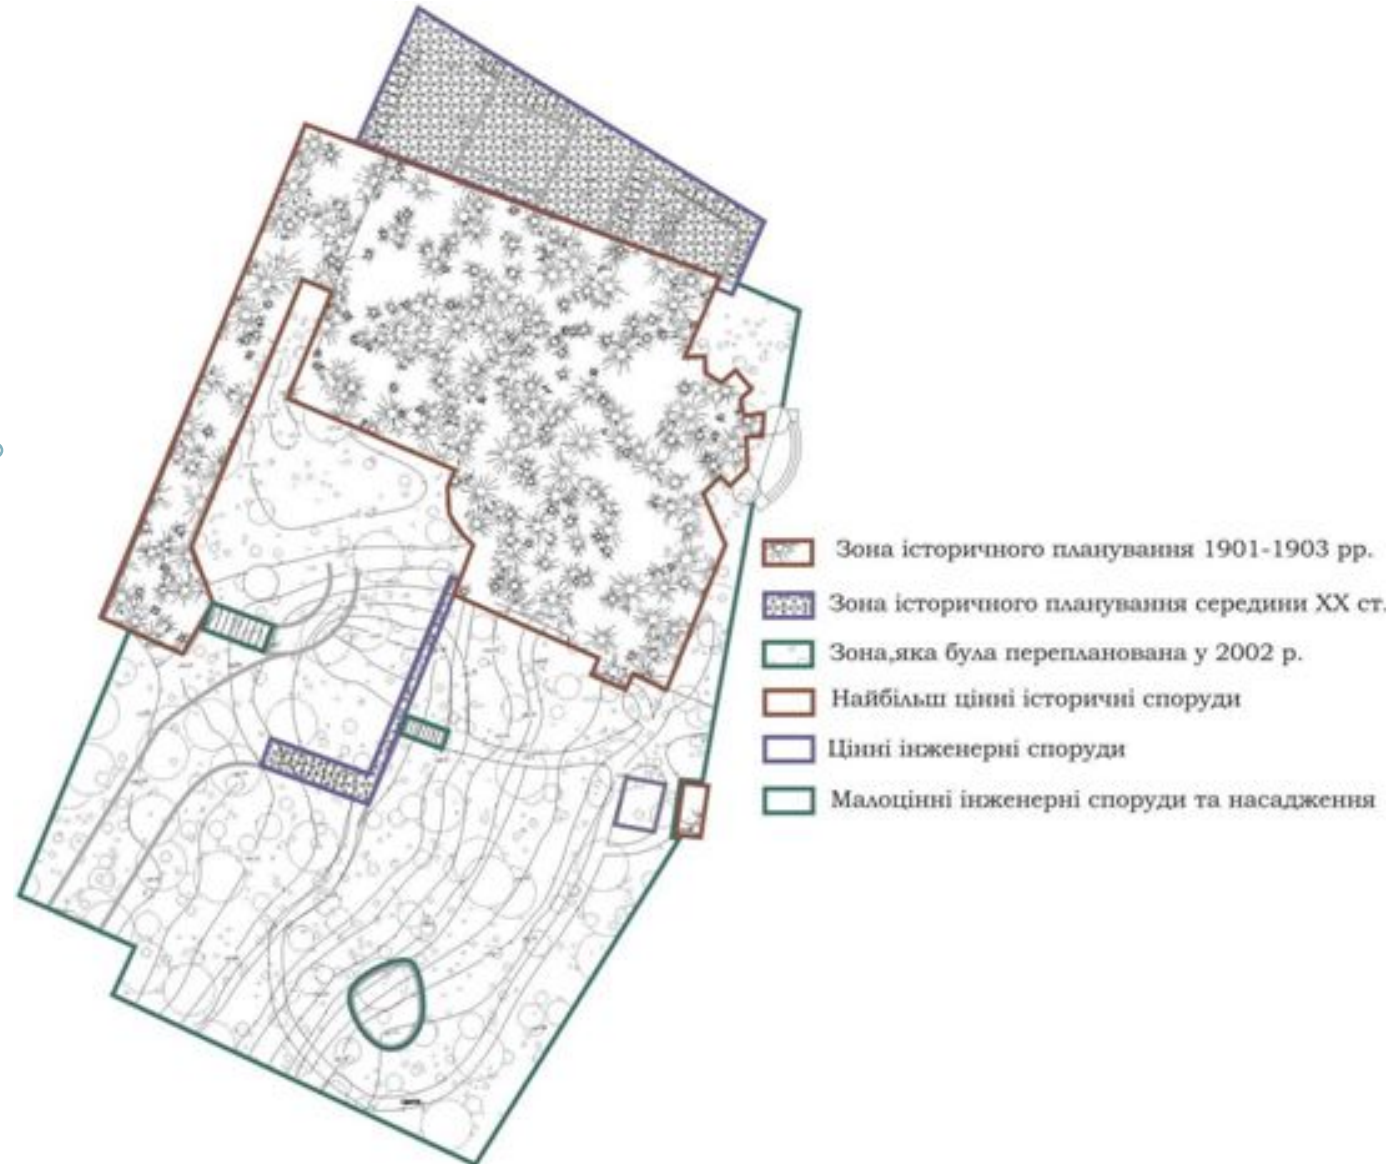 Зона історичного планування 1901-1903 рр.
Зона історичного планування середини XX ст.
Зона,яка була перепланована у 2002 р.
Найбільш цінні історичні споруди
Цінні інженерні споруди
Малоцінні інженерні споруди та насадження